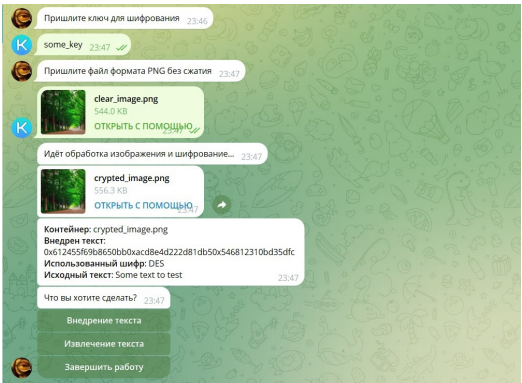 Пришлите ключ для шифрования 23:46
K
some_key 23:47
Пришлите файл формата PNG без сжатия 23:47
clear_image.png
544.0 KB
ОТКРЫТЬ С ПОМОЩЬЮ 23:47
K
Идёт обработка изображения и шифрование... 23:47
crypted_image.png
556.3 KB
ОТКРЫТЬ С ПОМОЩЬЮ 23:47
Контейнер: crypted_image.png
Внедрен текст:
0x612455f69b8650bb0xacd8e4d222d81db50x546812310bd35dfc
Использованный шифр: DES
Исходный текст: Some text to test 23:47
Что вы хотите сделать? 23:47
Внедрение текста
Извлечение текста
Завершить работу